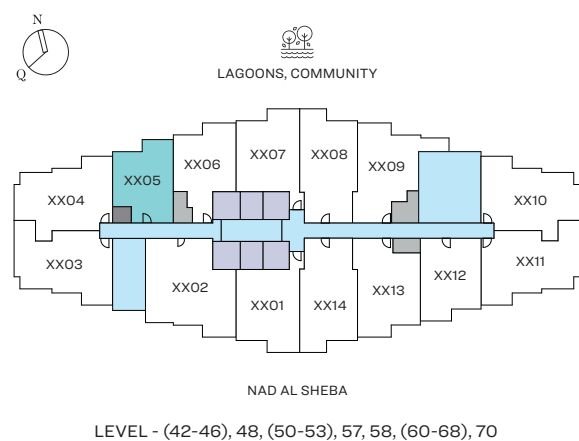 N
Q
LAGOONS, COMMUNITY
XX07
XX08
XX06
XX09
XX05
XX04
XX10
XX03
XX11
XX02
XX13
XX12
XX01
XX14
NAD AL SHEBA
LEVEL - (42-46), 48, (50-53), 57, 58, (60-68), 70